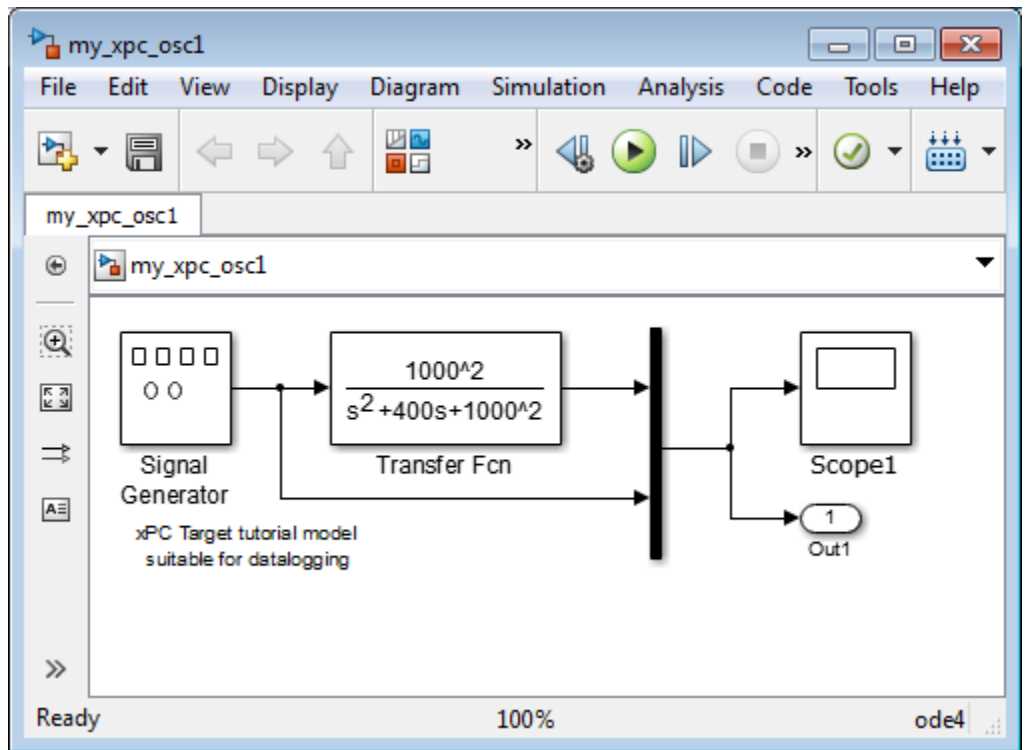 my_xpc_osc1
File Edit View Display Diagram Simulation Analysis Code Tools Help
my_xpc_osc1
my_xpc_osc1
1000^2
s2+400s+1000^2
Signal
Generator
Transfer Fcn
Scope1
1
Out1
xPC Target tutorial model
suitable for datalogging
A
Ready 100% ode4